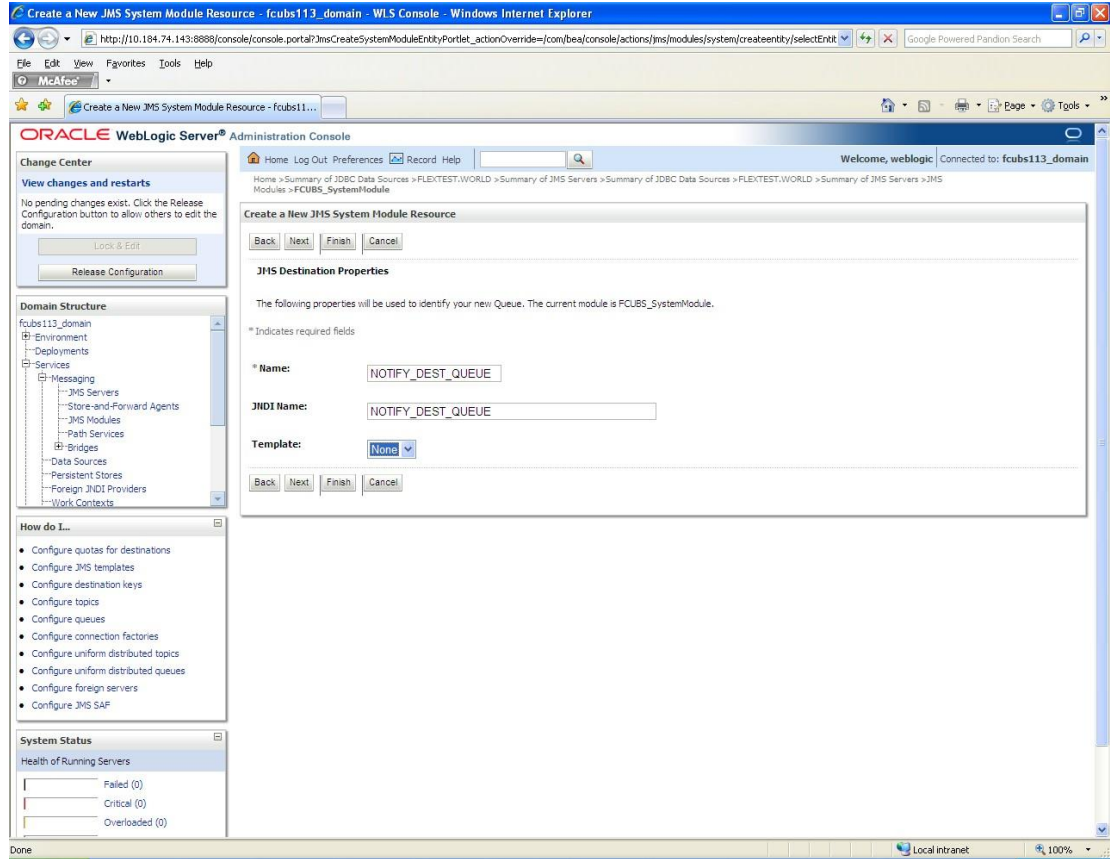 Create a New JMS System Module Resource - fcubs113_domain - WLS Console - Windows Internet Explorer
http://10.184.74.143:8888/console/console.portal?JmsCreateSystemModuleEntityPortlet_actionOverride=/com/bea/console/actions/jms/modules/system/createentity/selectEntit
Google Powered Pandion Search
File Edit View Favorites Tools Help
McAfee
Create a New JMS System Module Resource - fcubs11...
Page Tools »
ORACLE WebLogic Server® Administration Console
Change Center
View changes and restarts
No pending changes exist. Click the Release
Configuration button to allow others to edit the
domain.
Lock & Edit
Release Configuration
Domain Structure
fcubs113_domain
Environment
Deployments
Services
Messaging
JMS Servers
Store-and-Forward Agents
JMS Modules
Path Services
Bridges
Data Sources
Persistent Stores
Foreign JNDI Providers
Work Contexts
How do I...
Configure quotas for destinations
Configure JMS templates
Configure destination keys
Configure topics
Configure queues
Configure connection factories
Configure uniform distributed topics
Configure uniform distributed queues
Configure foreign servers
Configure JMS SAF
System Status
Health of Running Servers
Failed (0)
Critical (0)
Overloaded (0)
Home Log Out Preferences Record Help
Welcome, weblogic Connected to: fcubs113_domain
Home >Summary of JDBC Data Sources >FLEXTEST.WORLD >Summary of JMS Servers >Summary of JDBC Data Sources >FLEXTEST.WORLD >Summary of JMS Servers >JMS
Modules >FCUBS_SystemModule
Create a New JMS System Module Resource
Back Next Finish Cancel
JMS Destination Properties
The following properties will be used to identify your new Queue. The current module is FCUBS_SystemModule.
* Indicates required fields
* Name: NOTIFY_DEST_QUEUE
JNDI Name: NOTIFY_DEST_QUEUE
Template: None
Back Next Finish Cancel
Done
Local intranet
100%